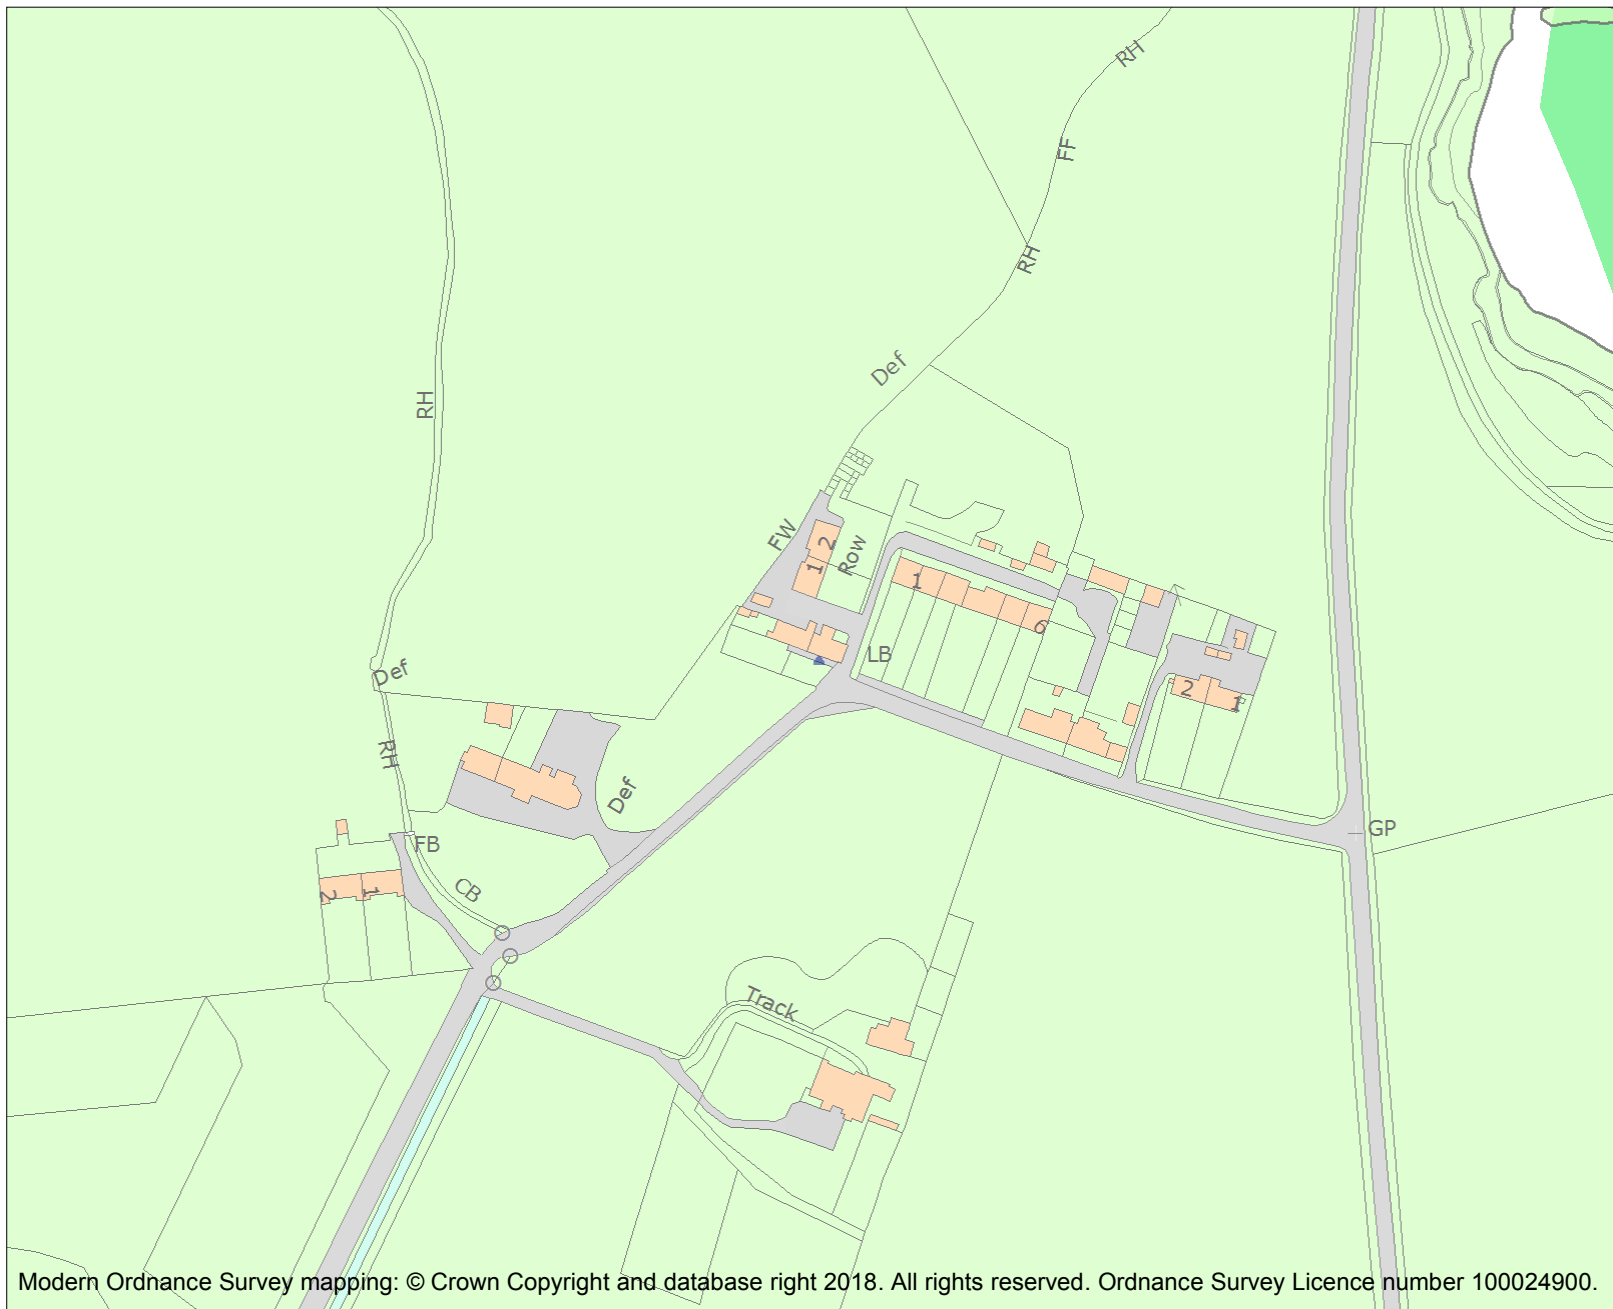 RH
FF
RH
Def
RH
FW
2
1
Row
1
6
LB
Def
2
1
RH
Def
GP
FB
CB
2
1
Track
Modern Ordnance Survey mapping: © Crown Copyright and database right 2018. All rights reserved. Ordnance Survey Licence number 100024900.